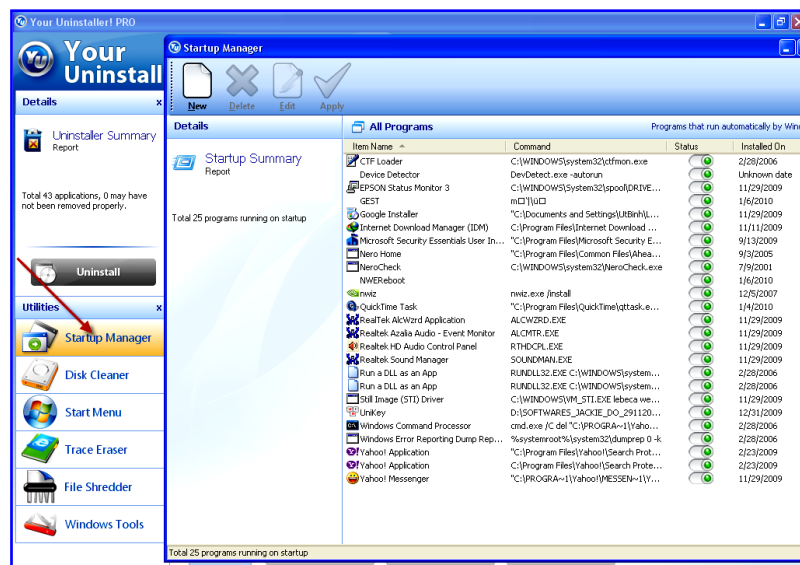 Your Uninstaller! PRO
Your
Uninstall
Details x
Uninstaller Summary
Report
Total 43 applications, 0 may have
not been removed properly.
Uninstall
Utilities x
Startup Manager
Disk Cleaner
Start Menu
Trace Eraser
File Shredder
Windows Tools
Startup Manager
New Delete Edit Apply
Details
Startup Summary
Report
Total 25 programs running on startup
All Programs Programs that run automatically by Win
Item Name Command Status Installed On
CTF Loader C:\WINDOWS\system32\ctfmon.exe 2/28/2006
Device Detector DevDetect.exe -autorun Unknown date
EPSON Status Monitor 3 C:\WINDOWS\System32\spool\DRIVE... 11/29/2009
GEST 1/6/2010
Google Installer "C:\Documents and Settings\UtBinh\L... 11/29/2009
Internet Download Manager (IDM) C:\Program Files\Internet Download ... 11/11/2009
Microsoft Security Essentials User In... "C:\Program Files\Microsoft Security E... 9/13/2009
Nero Home "C:\Program Files\Common Files\Ahea... 9/3/2005
NeroCheck C:\WINDOWS\system32\NeroCheck.exe 7/9/2001
NWEReboot 1/6/2010
nwiz nwiz.exe /install 12/5/2007
QuickTime Task "C:\Program Files\QuickTime\qttask.e... 1/4/2010
RealTek AlcWzrd Application ALCWZRD.EXE 11/29/2009
Realtek Azalia Audio - Event Monitor ALCMTR.EXE 11/29/2009
Realtek HD Audio Control Panel RTHDCPL.EXE 11/29/2009
Realtek Sound Manager SOUNDMAN.EXE 11/29/2009
Run a DLL as an App RUNDLL32.EXE C:\WINDOWS\system... 2/28/2006
Run a DLL as an App RUNDLL32.EXE C:\WINDOWS\system... 2/28/2006
Still Image (STI) Driver C:\WINDOWS\VM_STI.EXE lebeca we... 11/29/2009
UniKey D:\SOFTWARES_JACKIE_DO_291120... 12/31/2009
Windows Command Processor cmd.exe /C del "C:\PROGRA~1\Yaho... 2/28/2006
Windows Error Reporting Dump Rep... %systemroot%\system32\dumprep 0 -k 2/28/2006
Yahoo! Application "C:\Program Files\Yahoo!\Search Prot... 2/23/2009
Yahoo! Application C:\Program Files\Yahoo!\Search Prote... 2/23/2009
Yahoo! Messenger "C:\PROGRA~1\Yahoo!\MESSEN~1\Y... 11/29/2009
Total 25 programs running on startup